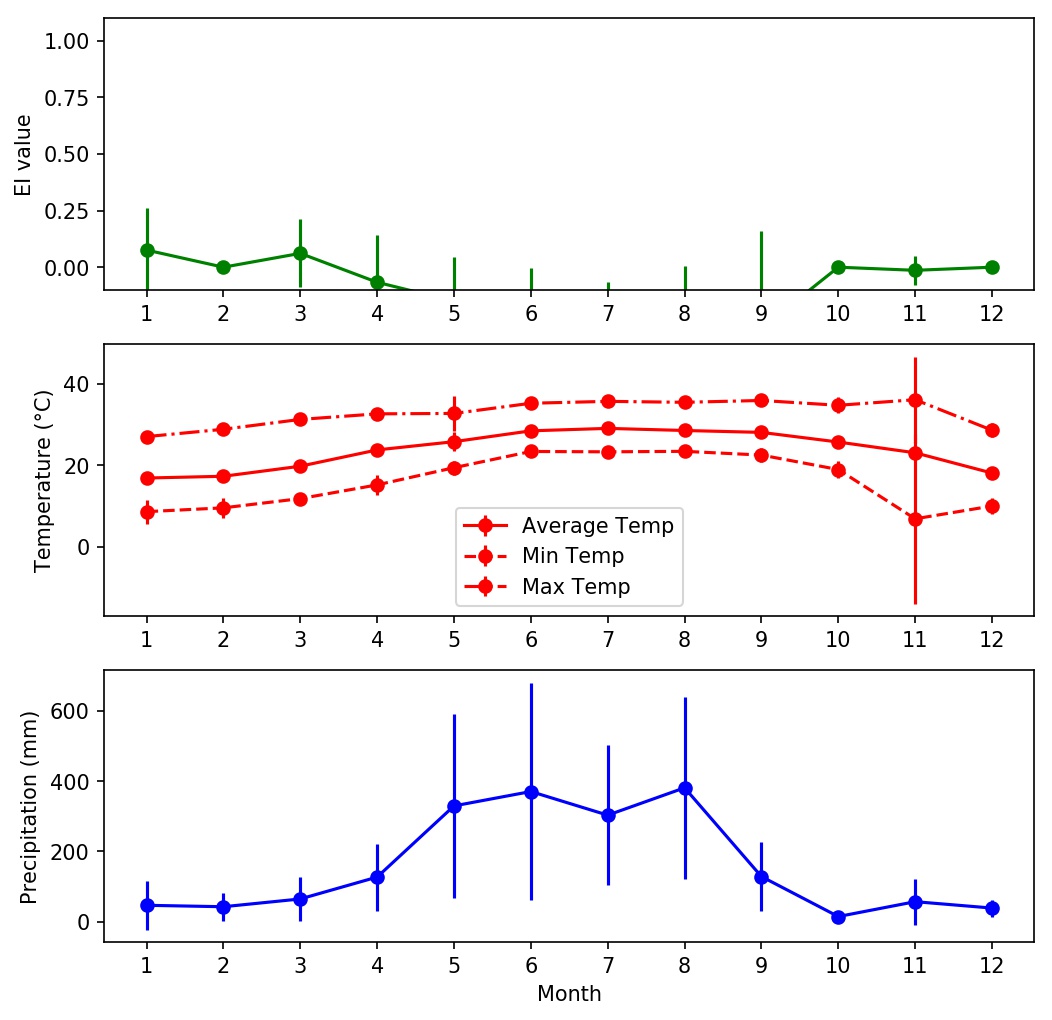 1.00
0.75
0.50
0.25
0.00
EI value
1 2 3 4 5 6 7 8 9 10 11 12
40
20
0
Temperature (°C)
Average Temp
Min Temp
Max Temp
1 2 3 4 5 6 7 8 9 10 11 12
600
400
200
0
Precipitation (mm)
1 2 3 4 5 6 7 8 9 10 11 12
Month